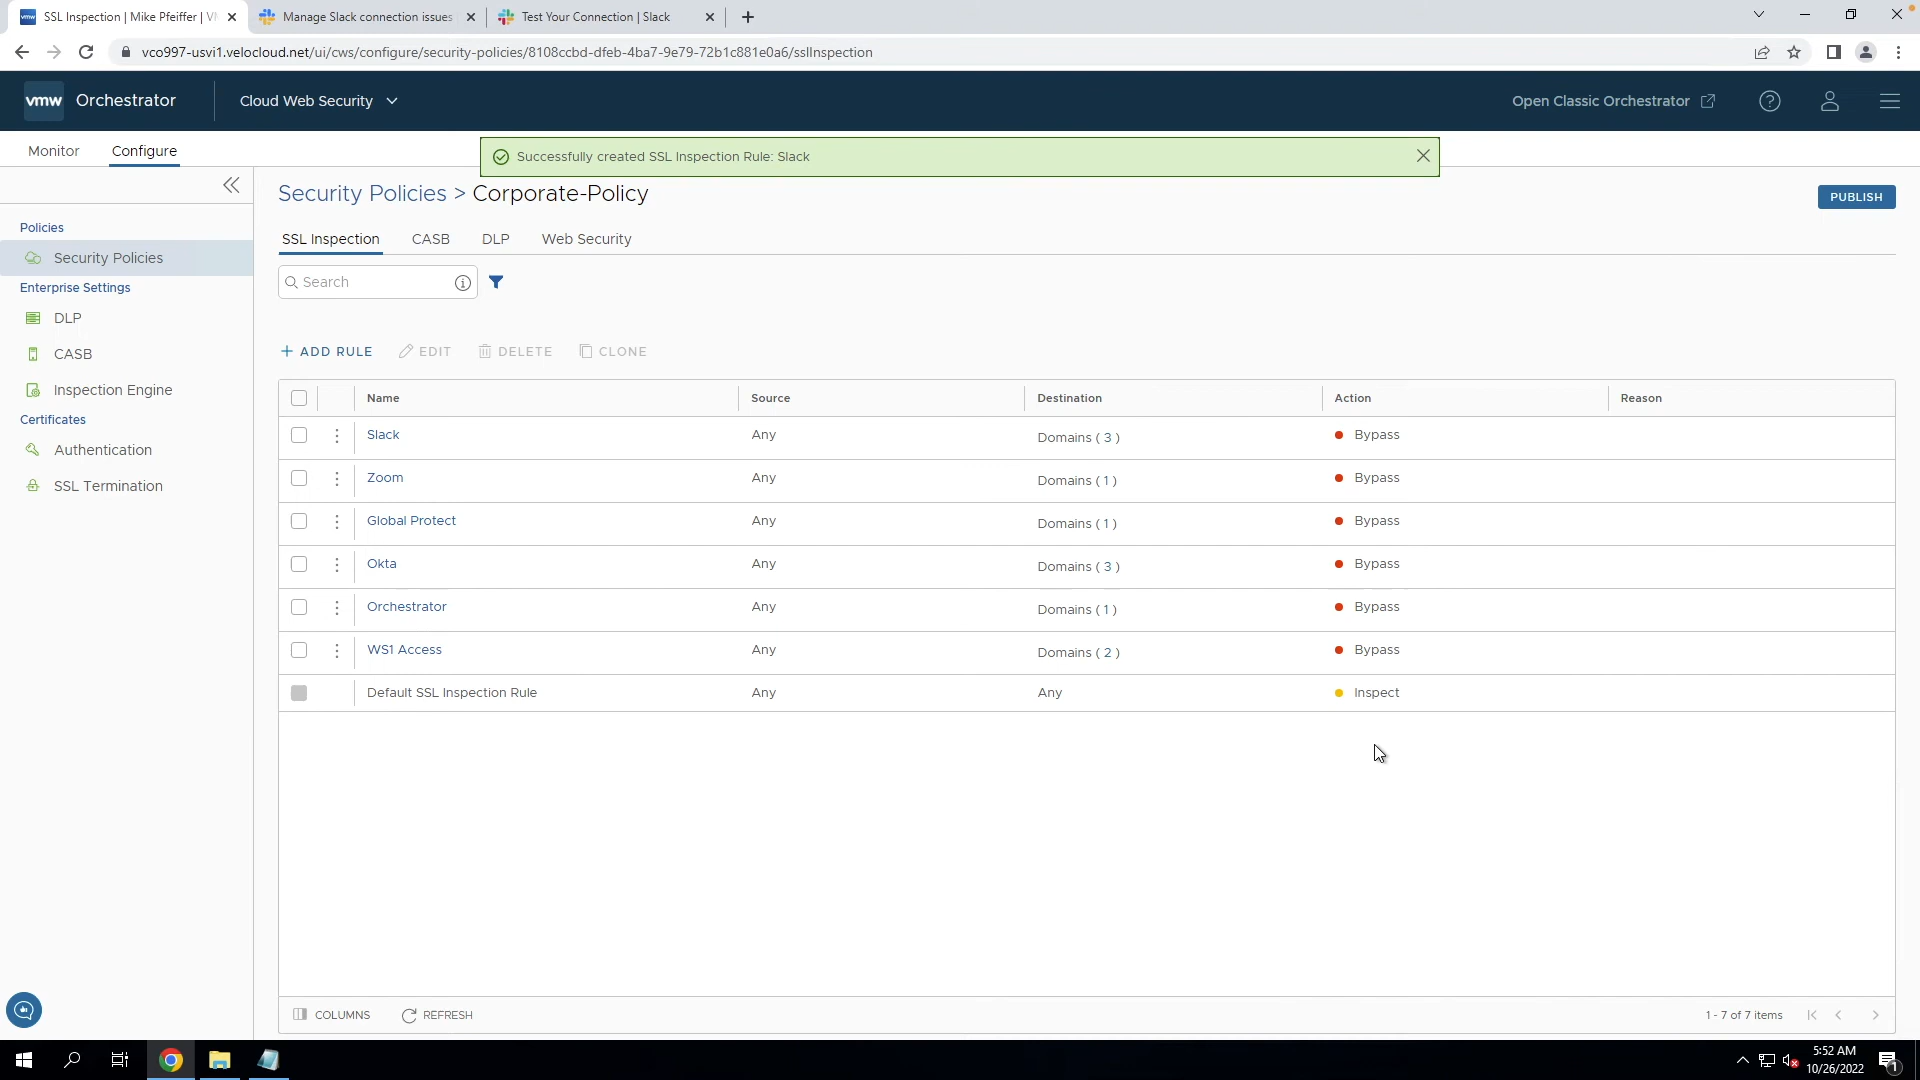 SSL Inspection | Mike Pfeiffer | VM
Manage Slack connection issues
Test Your Connection | Slack
vco997-usvi1.velocloud.net/ui/cws/configure/security-policies/8108ccbd-dfeb-4ba7-9e79-72b1c881e0a6/sslInspection
vmw Orchestrator
Cloud Web Security
Open Classic Orchestrator
Monitor
Configure
Successfully created SSL Inspection Rule: Slack
Security Policies > Corporate-Policy
PUBLISH
Policies
Security Policies
Enterprise Settings
DLP
CASB
Inspection Engine
Certificates
Authentication
SSL Termination
SSL Inspection CASB DLP Web Security
Search
+ ADD RULE EDIT DELETE CLONE
Name Source Destination Action Reason
Slack Any Domains ( 3 ) Bypass
Zoom Any Domains ( 1 ) Bypass
Global Protect Any Domains ( 1 ) Bypass
Okta Any Domains ( 3 ) Bypass
Orchestrator Any Domains ( 1 ) Bypass
WS1 Access Any Domains ( 2 ) Bypass
Default SSL Inspection Rule Any Any Inspect
COLUMNS REFRESH
1 - 7 of 7 items
5:52 AM
10/26/2022
1